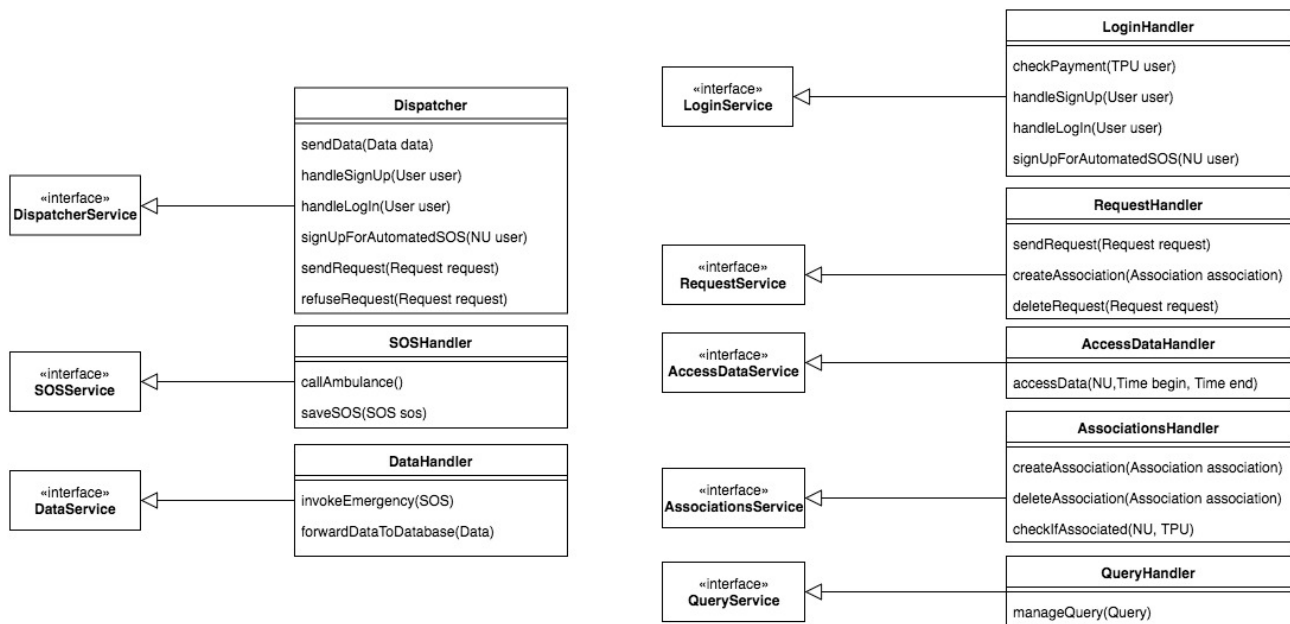 «interface»
DispatcherService
Dispatcher
sendData(Data data)
handleSignUp(User user)
handleLogIn(User user)
signUpForAutomatedSOS(NU user)
sendRequest(Request request)
refuseRequest(Request request)
«interface»
SOSService
SOSHandler
callAmbulance()
saveSOS(SOS sos)
«interface»
DataService
DataHandler
invokeEmergency(SOS)
forwardDataToDatabase(Data)
«interface»
LoginService
LoginHandler
checkPayment(TPU user)
handleSignUp(User user)
handleLogIn(User user)
signUpForAutomatedSOS(NU user)
«interface»
RequestService
RequestHandler
sendRequest(Request request)
createAssociation(Association association)
deleteRequest(Request request)
«interface»
AccessDataService
AccessDataHandler
accessData(NU,Time begin, Time end)
«interface»
AssociationsService
AssociationsHandler
createAssociation(Association association)
deleteAssociation(Association association)
checkIfAssociated(NU, TPU)
«interface»
QueryService
QueryHandler
manageQuery(Query)